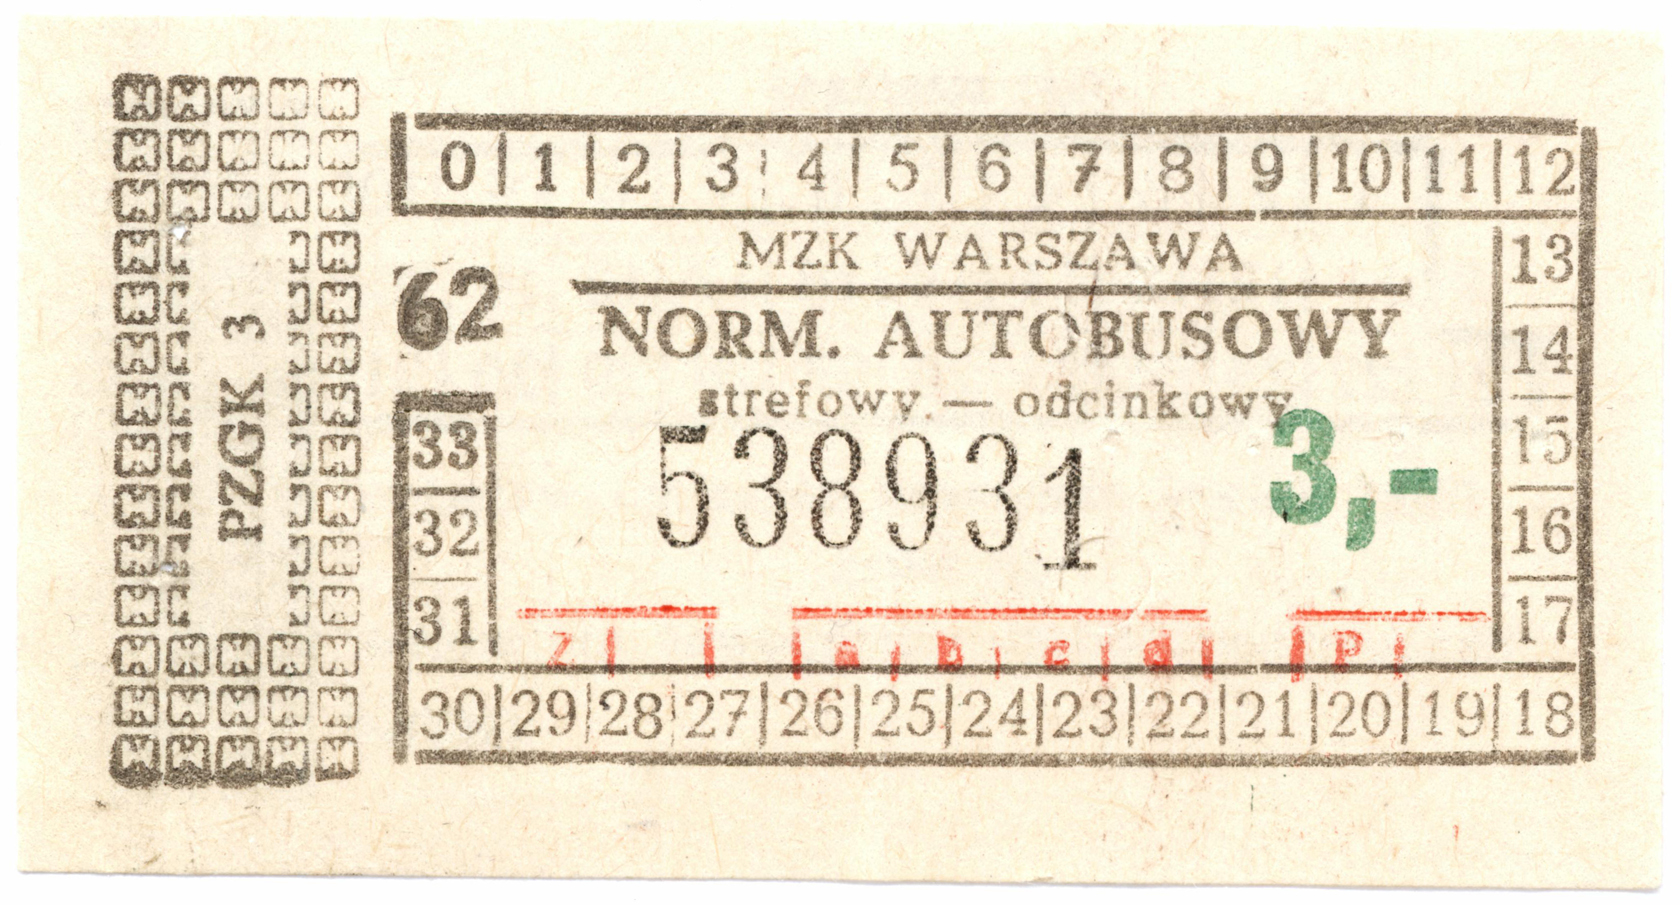 PZGK 3
0 1 2 3 4 5 6 7 8 9 10 11 12
MZK WARSZAWA
13
62
NORM. AUTOBUSOWY
14
strefowy — odcinkowy
33
538931
3,-
15
32
16
31
17
Z a b c d P
30 29 28 27 26 25 24 23 22 21 20 19 18